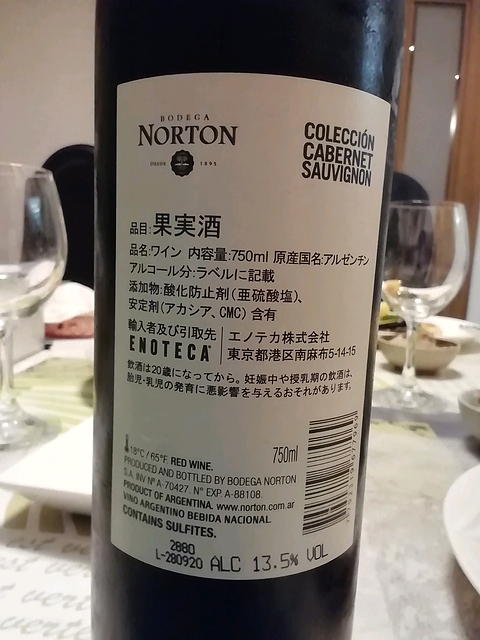 BODEGA
NORTON
DESDE 1895
COLECCIÓN
CABERNET
SAUVIGNON
品目:果実酒
品名:ワイン 内容量:750ml 原産国名:アルゼンチン
アルコール分:ラベルに記載
添加物:酸化防止剤(亜硫酸塩)、
安定剤(アカシア、CMC)含有
輸入者及び引取先
ENOTECA
エノテカ株式会社
東京都港区南麻布5-14-15
飲酒は20歳になってから。妊娠中や授乳期の飲酒は、
胎児・乳児の発育に悪影響を与えるおそれがあります。
18°C / 65°F. RED WINE.
750ml
PRODUCED AND BOTTLED BY BODEGA NORTON
S.A. INV Nº A-70427. Nº EXP. A-88108.
PRODUCT OF ARGENTINA. www.norton.com.ar
VINO ARGENTINO BEBIDA NACIONAL.
CONTAINS SULFITES.
2880
L-280920 ALC 13.5% VOL